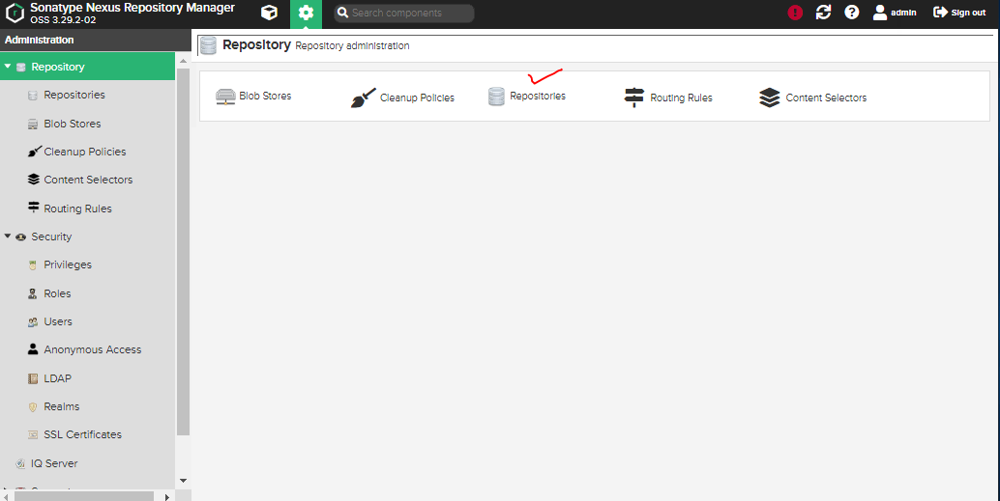 Sonatype Nexus Repository Manager
OSS 3.29.2-02
Search components
admin
Sign out
Administration
Repository
Repositories
Blob Stores
Cleanup Policies
Content Selectors
Routing Rules
Security
Privileges
Roles
Users
Anonymous Access
LDAP
Realms
SSL Certificates
IQ Server
Repository Repository administration
Blob Stores Cleanup Policies Repositories Routing Rules Content Selectors